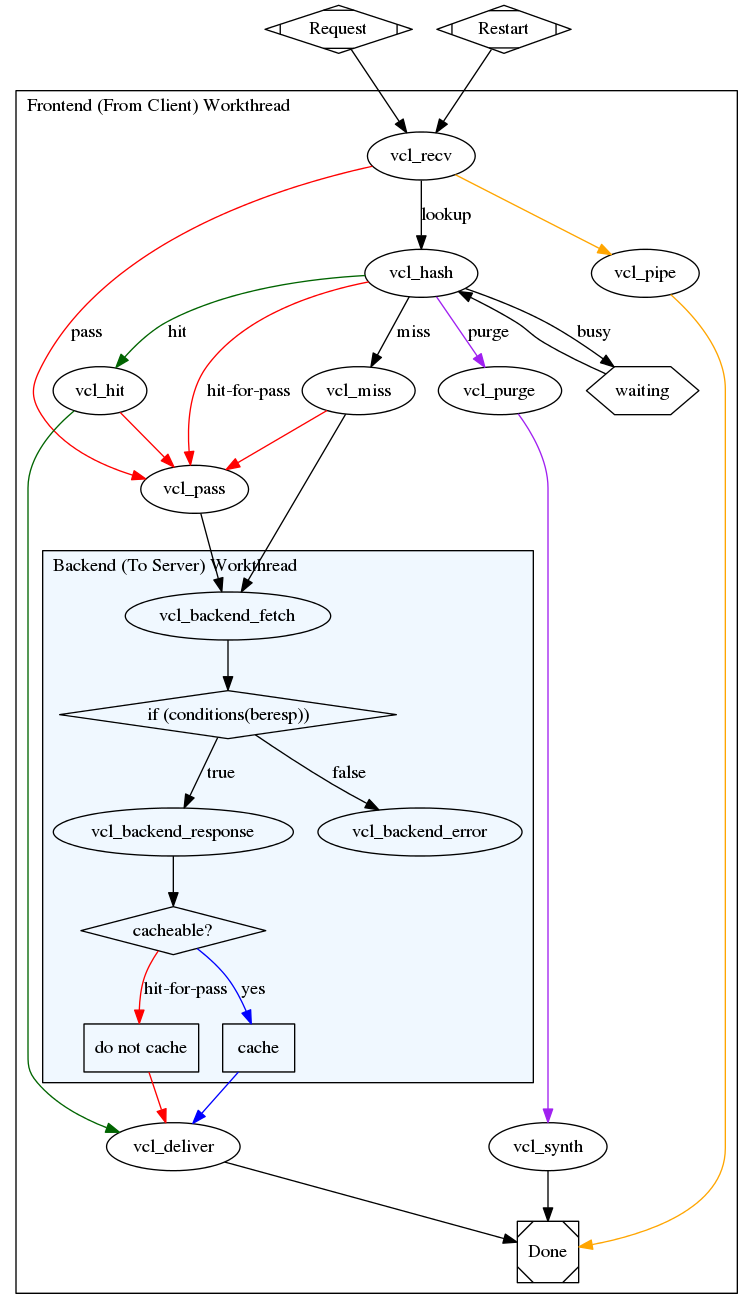 Request
Restart
Frontend (From Client) Workthread
vcl_recv
lookup
vcl_hash
vcl_pipe
pass
hit
miss
purge
busy
vcl_hit
hit-for-pass
vcl_miss
vcl_purge
waiting
vcl_pass
Backend (To Server) Workthread
vcl_backend_fetch
if (conditions(beresp))
true
false
vcl_backend_response
vcl_backend_error
cacheable?
hit-for-pass
yes
do not cache
cache
vcl_deliver
vcl_synth
Done